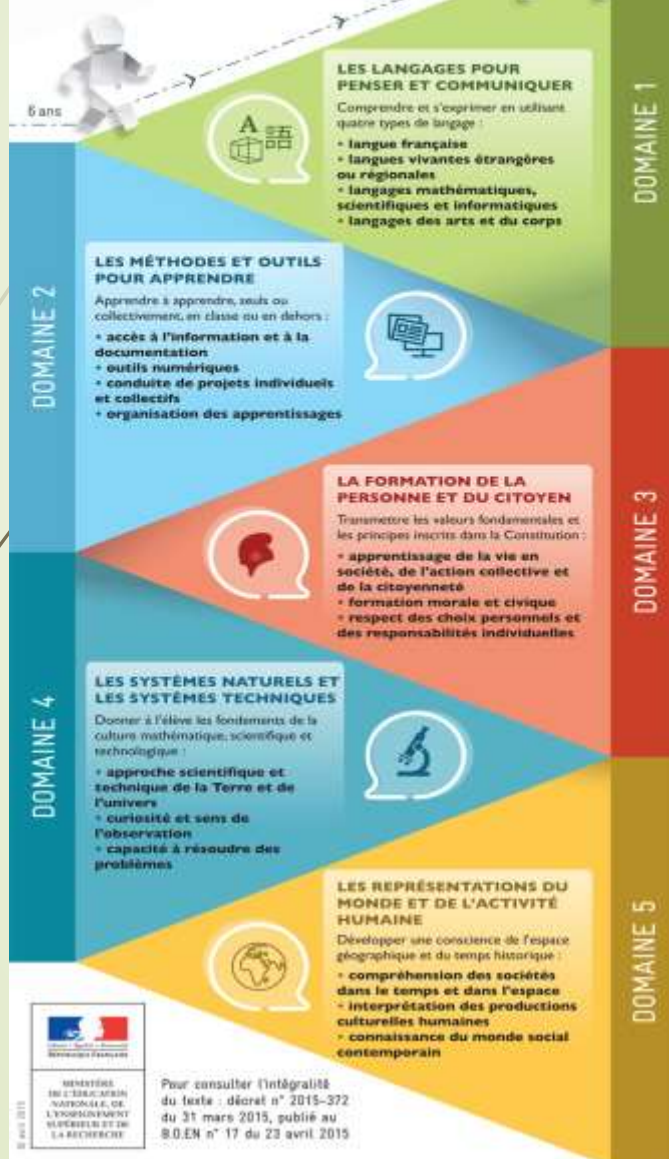 6 ans
DOMAINE 1
LES LANGAGES POUR
PENSER ET COMMUNIQUER
Comprendre et s'exprimer en utilisant
quatre types de langage :
• langue française
• langues vivantes étrangères
ou régionales
• langages mathématiques,
scientifiques et informatiques
• langages des arts et du corps
A 語
DOMAINE 2
LES MÉTHODES ET OUTILS
POUR APPRENDRE
Apprendre à apprendre, seuls ou
collectivement, en classe ou en dehors :
• accès à l'information et à la
documentation
• outils numériques
• conduite de projets individuels
et collectifs
• organisation des apprentissages
DOMAINE 3
LA FORMATION DE LA
PERSONNE ET DU CITOYEN
Transmettre les valeurs fondamentales et
les principes inscrits dans la Constitution :
• apprentissage de la vie en
société, de l'action collective et
de la citoyenneté
• formation morale et civique
• respect des choix personnels et
des responsabilités individuelles
DOMAINE 4
LES SYSTÈMES NATURELS ET
LES SYSTÈMES TECHNIQUES
Donner à l'élève les fondements de la
culture mathématique, scientifique et
technologique :
• approche scientifique et
technique de la Terre et de
l'univers
• curiosité et sens de
l'observation
• capacité à résoudre des
problèmes
DOMAINE 5
LES REPRÉSENTATIONS DU
MONDE ET DE L'ACTIVITÉ
HUMAINE
Développer une conscience de l'espace
géographique et du temps historique :
• compréhension des sociétés
dans le temps et dans l'espace
• interprétation des productions
culturelles humaines
• connaissance du monde social
contemporain
Liberté • Égalité • Fraternité
RÉPUBLIQUE FRANÇAISE
MINISTÈRE
DE L'ÉDUCATION
NATIONALE, DE
L'ENSEIGNEMENT
SUPÉRIEUR ET DE
LA RECHERCHE
Pour consulter l'intégralité
du texte : décret n° 2015-372
du 31 mars 2015, publié au
B.O.EN n° 17 du 23 avril 2015